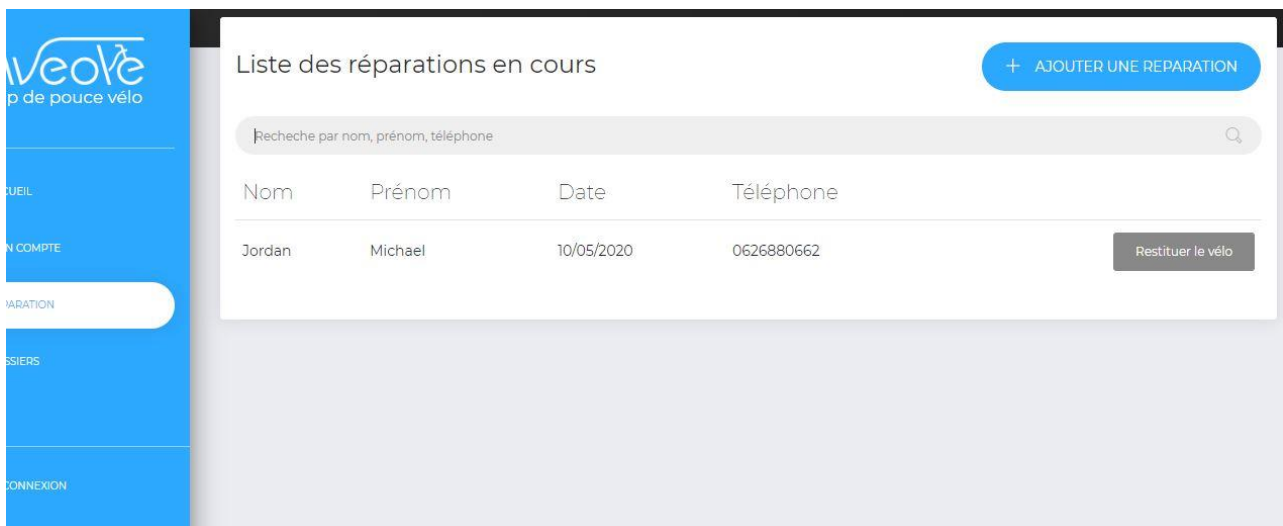 p de pouce vélo
CUEIL
N COMPTE
PARATION
SSIERS
CONNEXION
Liste des réparations en cours
+ AJOUTER UNE REPARATION
Recheche par nom, prénom, téléphone
Nom Prénom Date Téléphone
Jordan Michael 10/05/2020 0626880662 Restituer le vélo